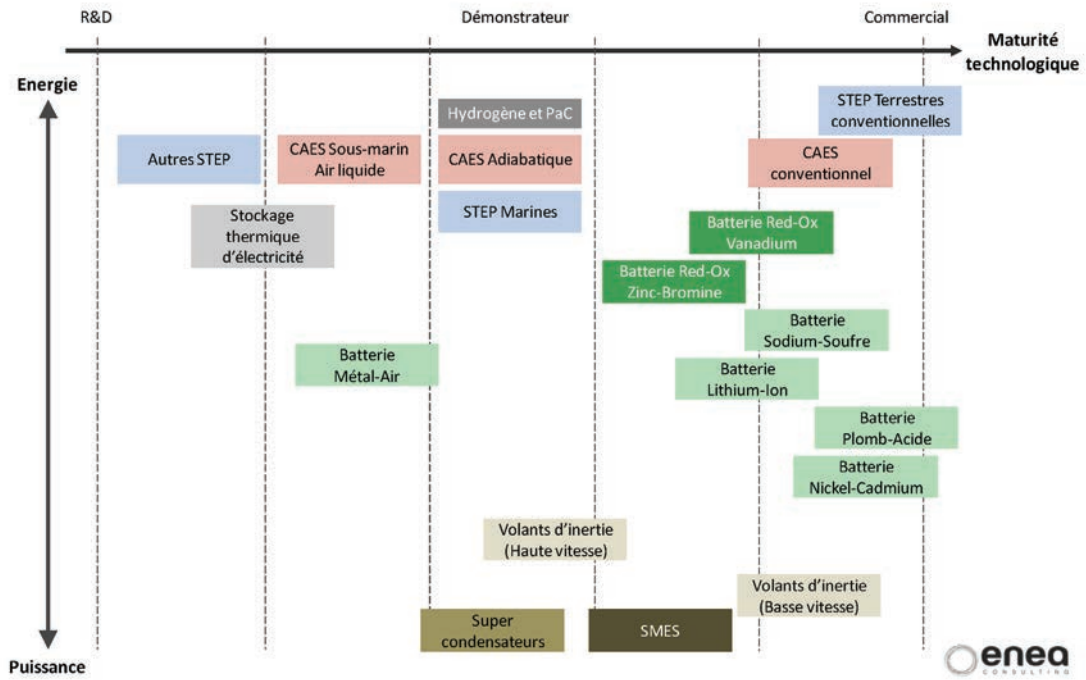 R&D
Démonstrateur
Commercial
Maturité
technologique
Energie
Hydrogène et PaC
STEP Terrestres
conventionnelles
Autres STEP
CAES Sous-marin
Air liquide
CAES Adiabatique
CAES
conventionnel
Stockage
thermique
d'électricité
STEP Marines
Batterie Red-Ox
Vanadium
Batterie Red-Ox
Zinc-Bromine
Batterie
Sodium-Soufre
Batterie
Métal-Air
Batterie
Lithium-Ion
Batterie
Plomb-Acide
Batterie
Nickel-Cadmium
Volants d'inertie
(Haute vitesse)
Volants d'inertie
(Basse vitesse)
Super
condensateurs
SMES
Puissance
enea
CONSULTING